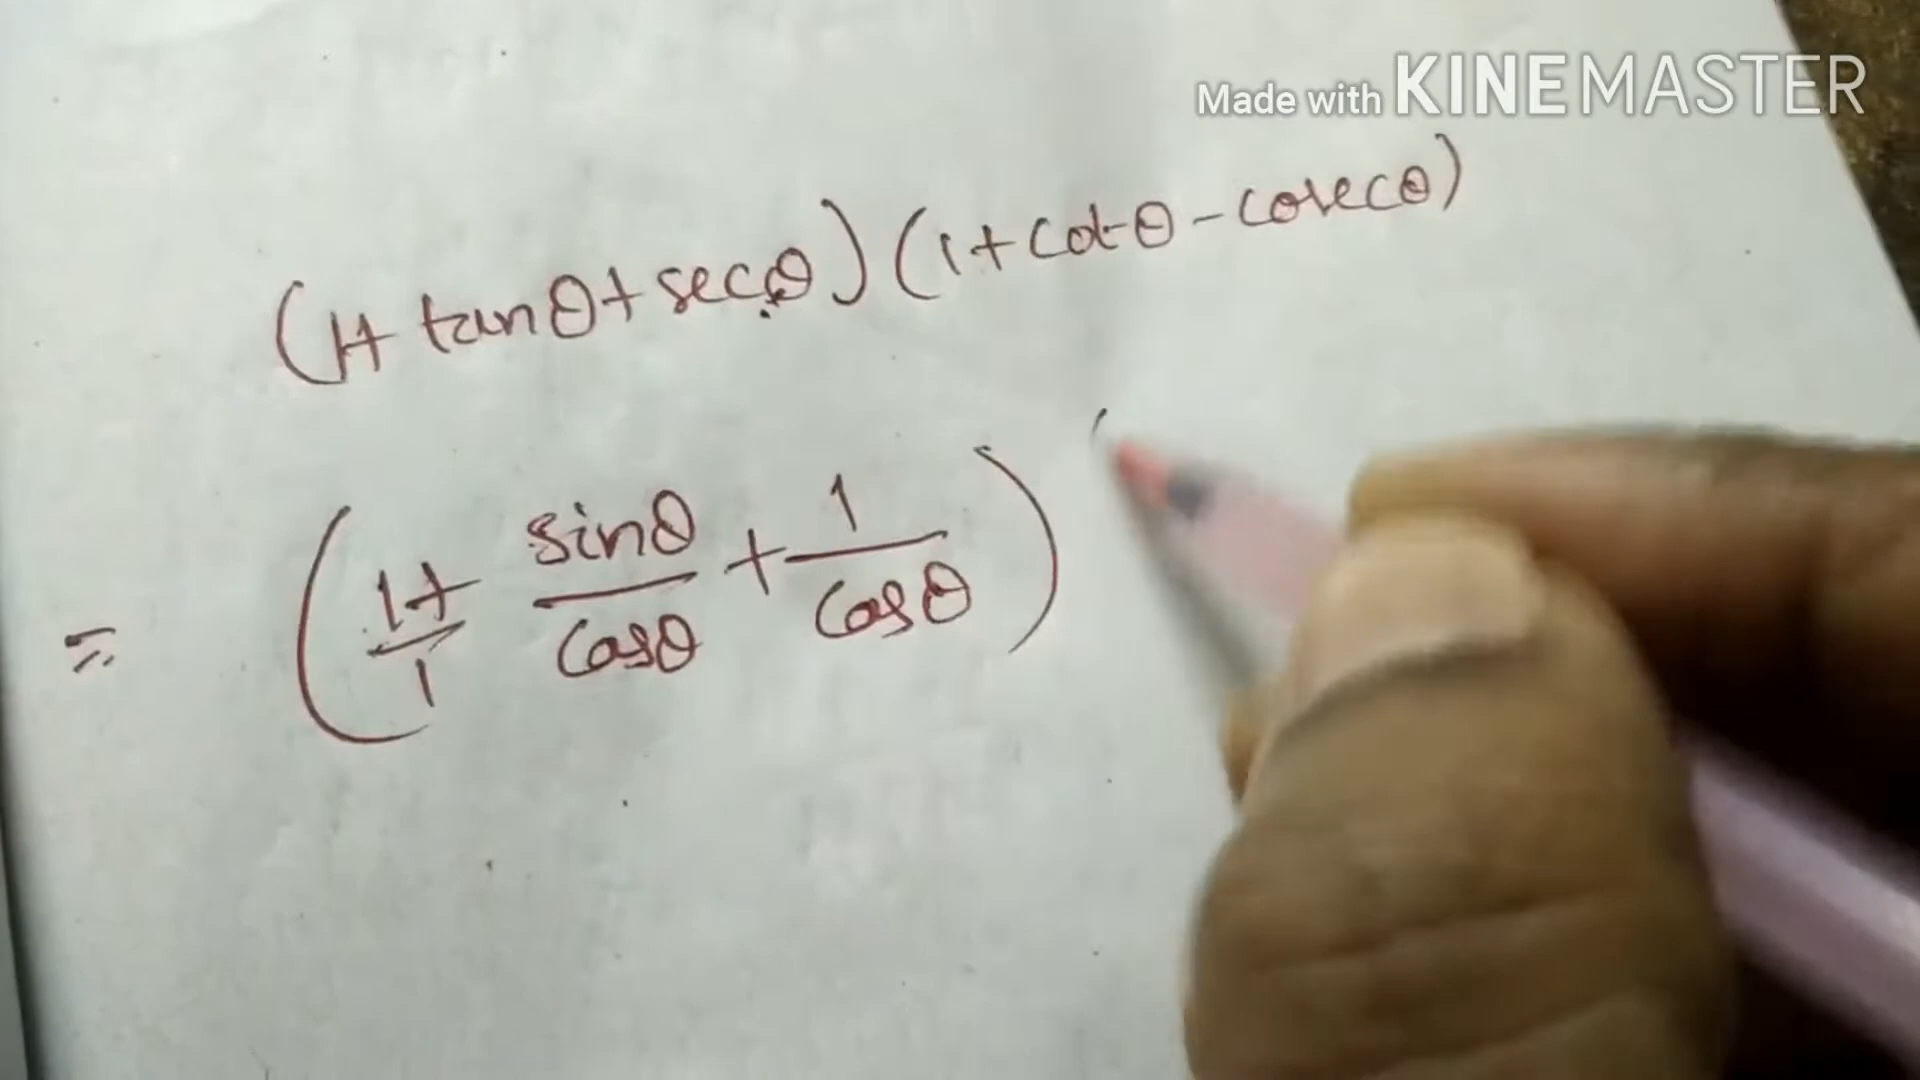 Made with KINEMASTER
(1+ tanθ+secθ)(1+cotθ-cosecθ)
= (1+/1 sinθ/cosθ + 1/cosθ) (